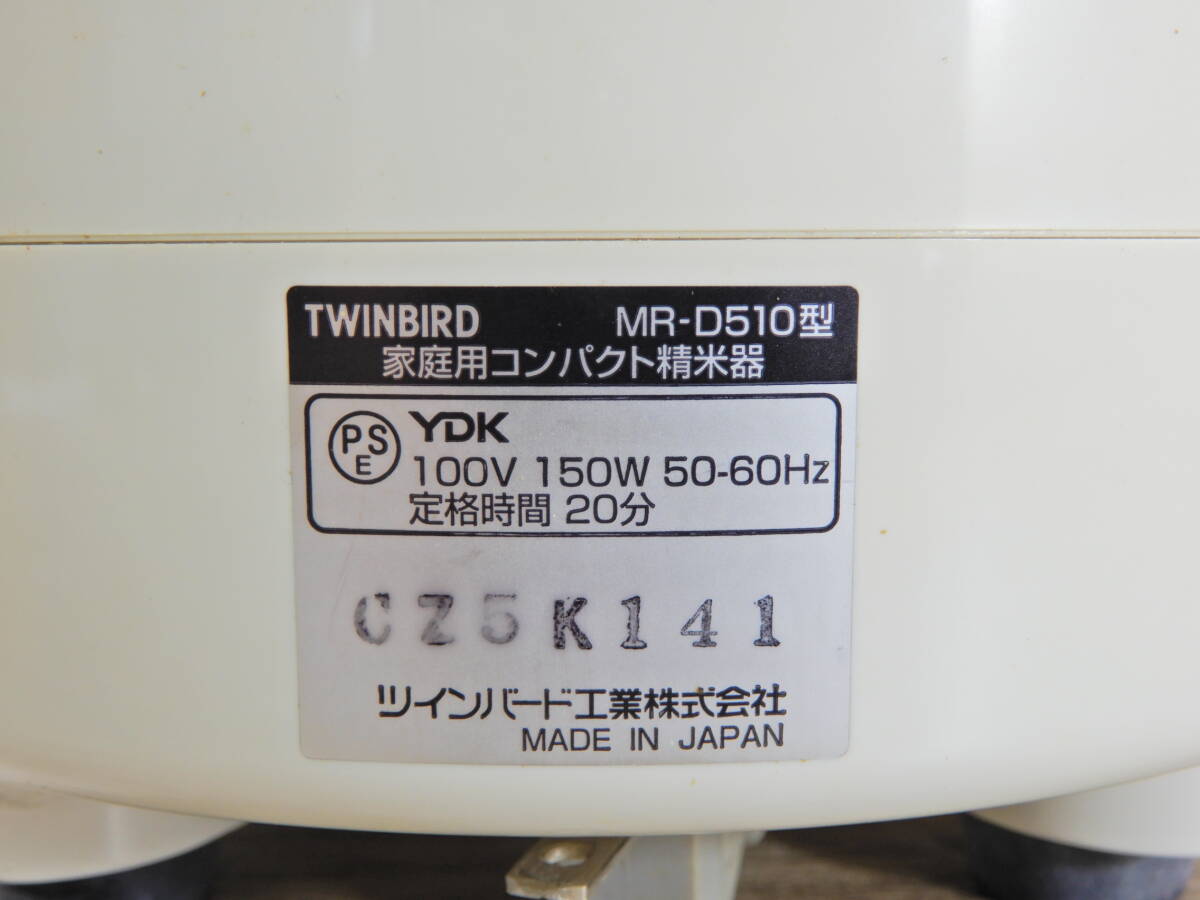 TWINBIRD MR-D510型
家庭用コンパクト精米器
PSE YDK
100V 150W 50-60Hz
定格時間 20分
CZ5K141
ツインバード工業株式会社
MADE IN JAPAN